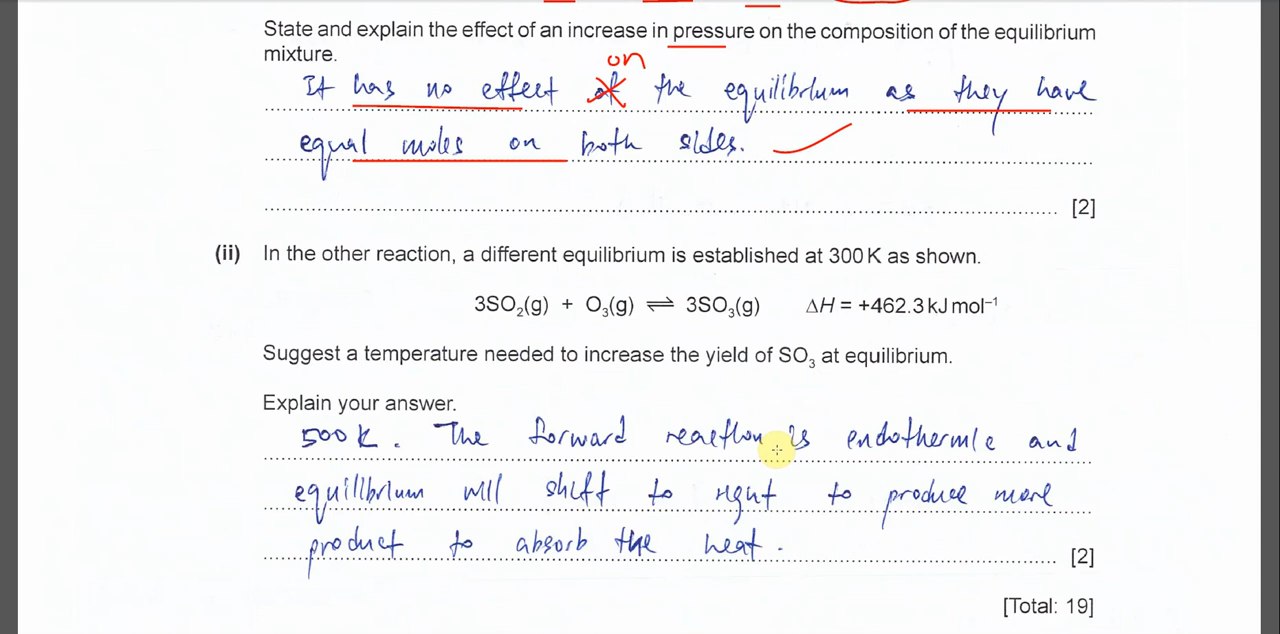 State and explain the effect of an increase in pressure on the composition of the equilibrium
mixture.
on
It has no effect of the equilibrium as they have
equal moles on both sides.
[2]
(ii) In the other reaction, a different equilibrium is established at 300 K as shown.
3SO₂(g) + O₃(g) ⇌ 3SO₃(g) ΔH = +462.3 kJ mol⁻¹
Suggest a temperature needed to increase the yield of SO₃ at equilibrium.
Explain your answer.
500 K. The forward reaction is endothermic and
equilibrium will shift to right to produce more
product to absorb the heat.
[2]
[Total: 19]